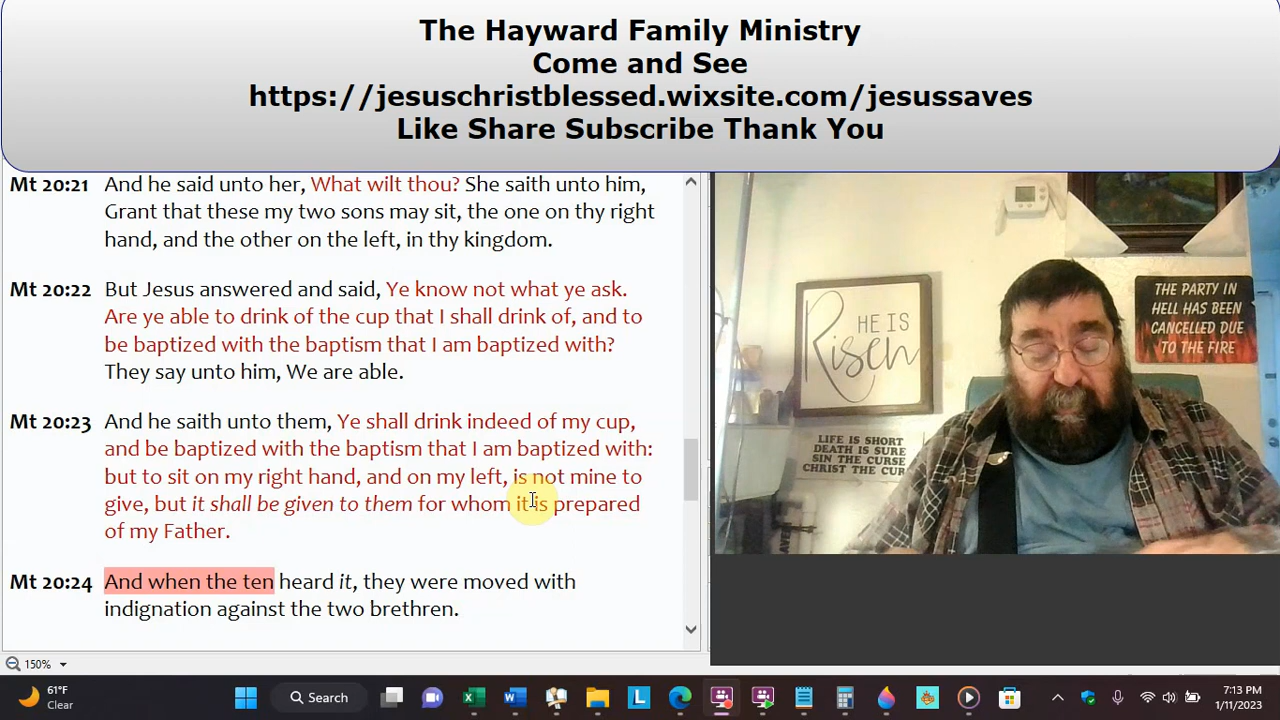 The Hayward Family Ministry
Come and See
https://jesuschristblessed.wixsite.com/jesussaves
Like Share Subscribe Thank You
Mt 20:21 And he said unto her, What wilt thou? She saith unto him,
Grant that these my two sons may sit, the one on thy right
hand, and the other on the left, in thy kingdom.
Mt 20:22 But Jesus answered and said, Ye know not what ye ask.
Are ye able to drink of the cup that I shall drink of, and to
be baptized with the baptism that I am baptized with?
They say unto him, We are able.
Mt 20:23 And he saith unto them, Ye shall drink indeed of my cup,
and be baptized with the baptism that I am baptized with:
but to sit on my right hand, and on my left, is not mine to
give, but it shall be given to them for whom it is prepared
of my Father.
Mt 20:24 And when the ten heard it, they were moved with
indignation against the two brethren.
HE IS
Risen
LIFE IS SHORT
DEATH IS SURE
SIN THE CURSE
CHRIST THE CUR
THE PARTY IN
HELL HAS BEEN
CANCELLED DUE
TO THE FIRE
150%
61°F
Clear
Search
7:13 PM
1/11/2023